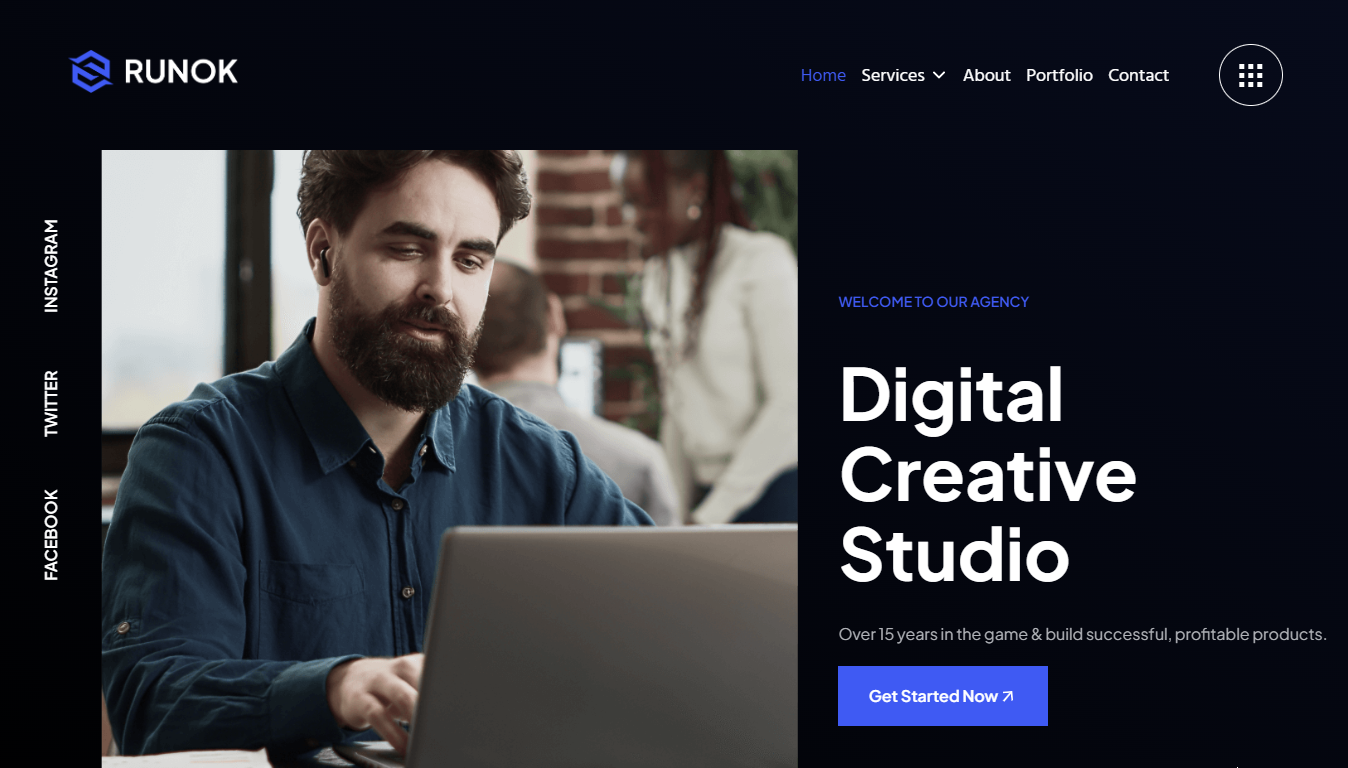 RUNOK
Home Services About Portfolio Contact
INSTAGRAM
TWITTER
FACEBOOK
WELCOME TO OUR AGENCY
Digital
Creative
Studio
Over 15 years in the game & build successful, profitable products.
Get Started Now